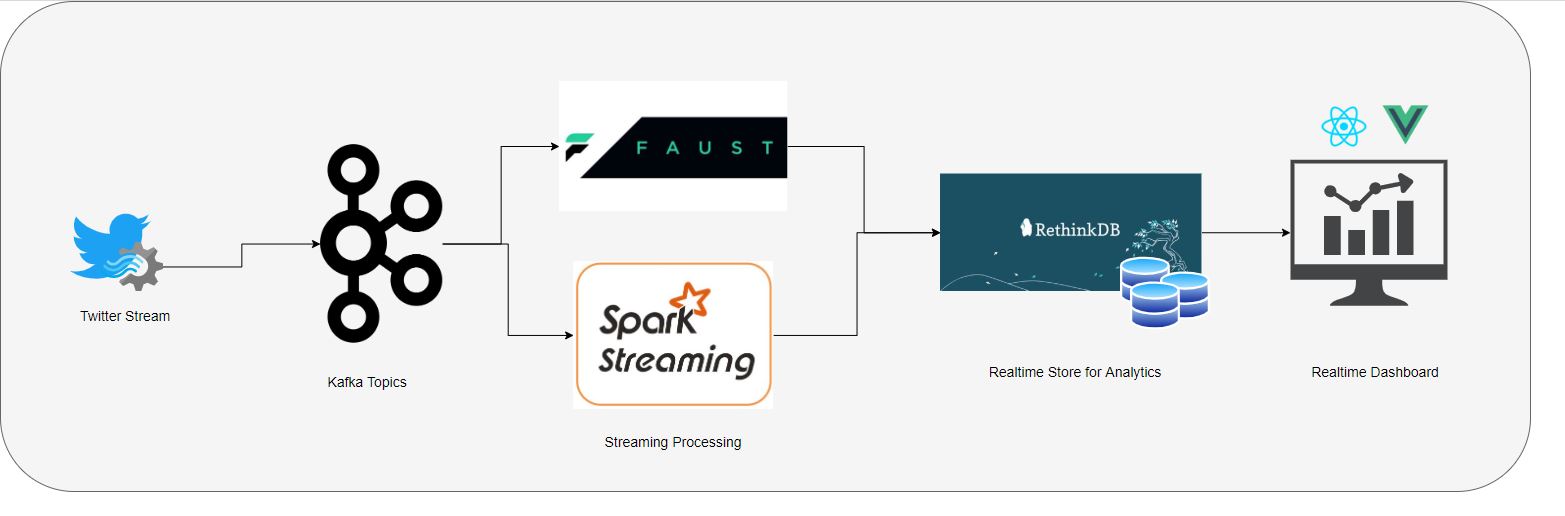 Twitter Stream
Kafka Topics
FAUST
Spark
Streaming
Streaming Processing
RethinkDB
Realtime Store for Analytics
Realtime Dashboard